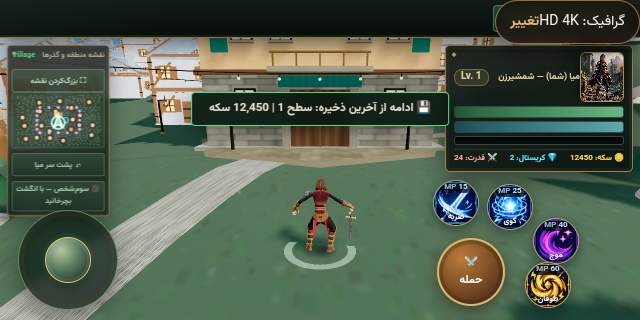 گرافیک: HD 4K تغییر
نقشه منطقه و گذرها
Village
بزرگ‌کردن نقشه
پشت سر میا
سوم‌شخص — با انگشت
بچرخانید
ادامه از آخرین ذخیره: سطح 1 | 12,450 سکه
میا (شما) — شمشیرزن
Lv. 1
سکه: 12450
کریستال: 2
قدرت: 24
MP 15
ضربه
MP 25
گوی
MP 40
موج
MP 60
طوفان
حمله